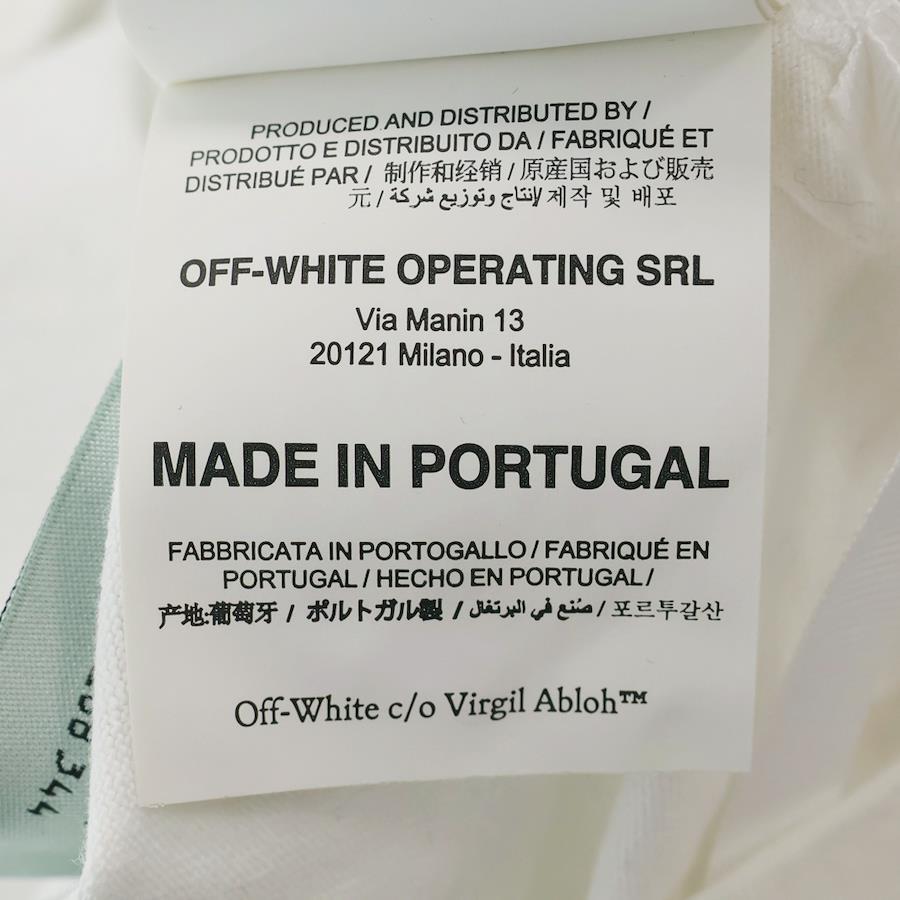 PRODUCED AND DISTRIBUTED BY /
PRODOTTO E DISTRIBUITO DA / FABRIQUÉ ET
DISTRIBUÉ PAR / 制作和经销 / 原産国および販売
元 / إنتاج وتوزيع شركة / 제작 및 배포
OFF-WHITE OPERATING SRL
Via Manin 13
20121 Milano - Italia
MADE IN PORTUGAL
FABBRICATA IN PORTOGALLO / FABRIQUÉ EN
PORTUGAL / HECHO EN PORTUGAL /
产地:葡萄牙 / ポルトガル製 / صُنع في البرتغال / 포르투갈산
Off-White c/o Virgil Abloh™
344